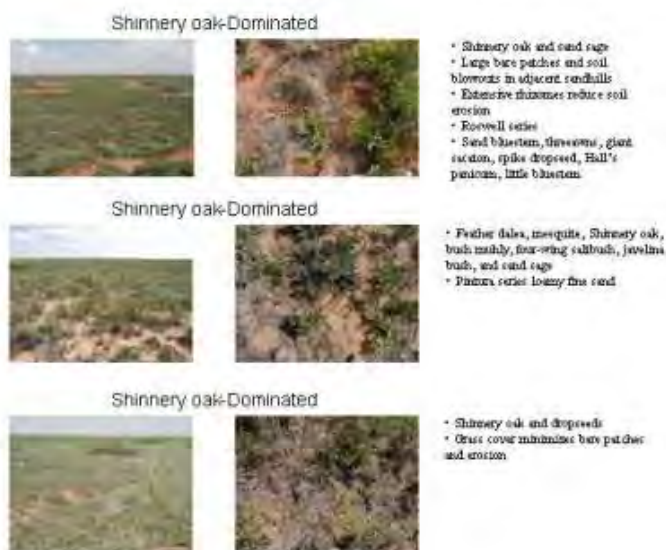 Shinnery oak-Dominated
• Shinnery oak and sand sage
• Large bare patches and soil
blowouts in adjacent sandhills
• Extensive rhizomes reduce soil
erosion
• Roswell series
• Sand bluestem, threeawns, giant
sacaton, spike dropseed, Hall's
panicum, little bluestem
Shinnery oak-Dominated
• Feather dalea, mesquite, Shinnery oak,
bush muhly, four-wing saltbush, javelina
bush, and sand sage
• Pintura series loamy fine sand
Shinnery oak-Dominated
• Shinnery oak and dropseeds
• Grass cover minimizes bare patches
and erosion